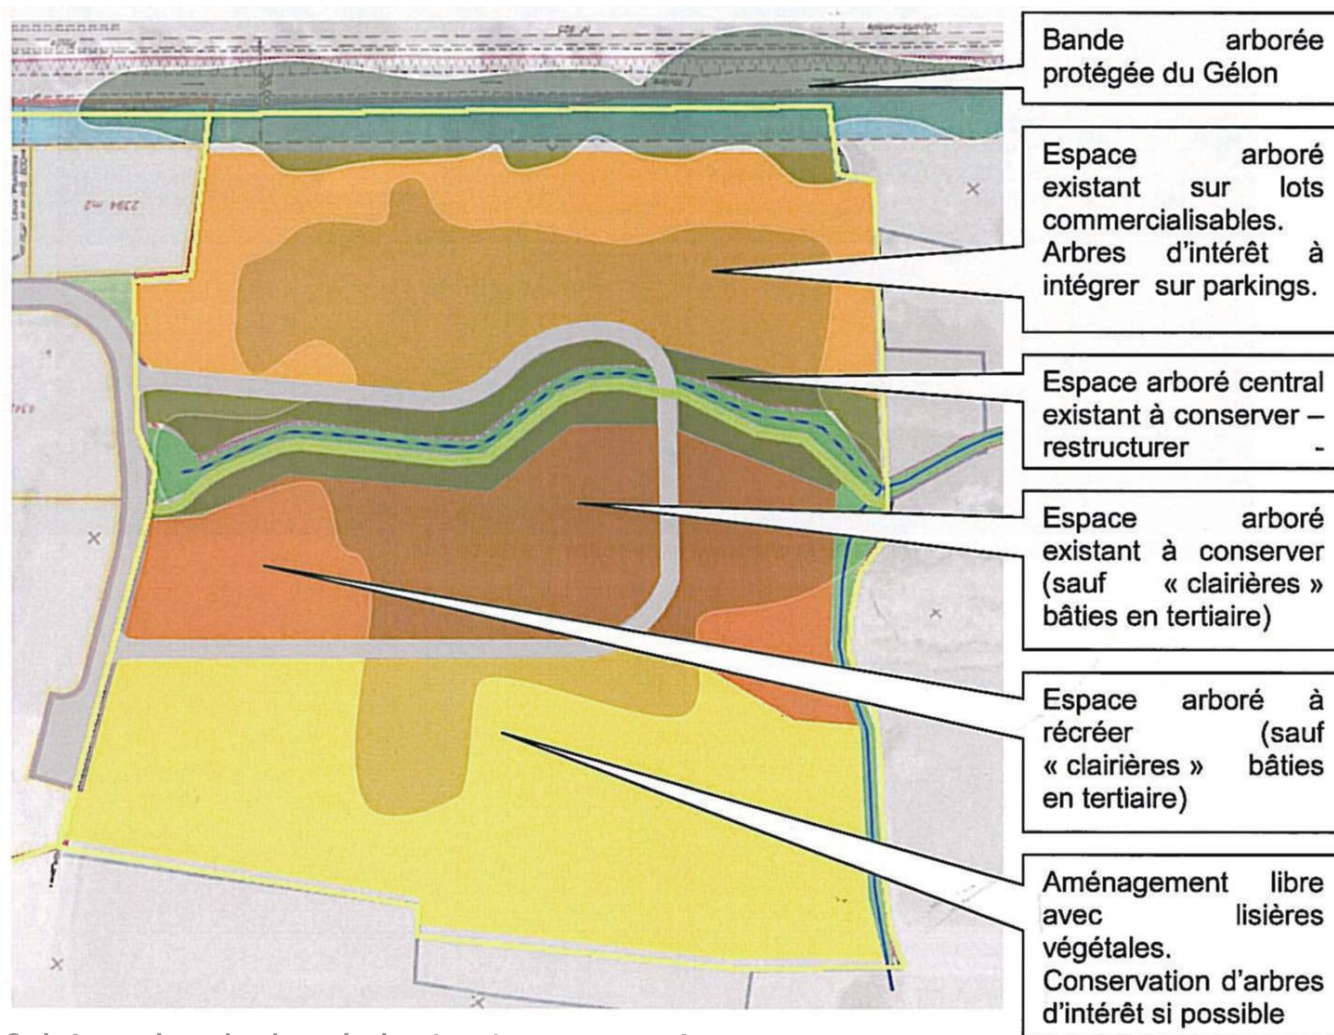 Bande arborée
protégée du Gélon
Espace arboré
existant sur lots
commercialisables.
Arbres d'intérêt à
intégrer sur parkings.
Espace arboré central
existant à conserver –
restructurer -
Espace arboré
existant à conserver
(sauf « clairières »
bâties en tertiaire)
Espace arboré à
récréer (sauf
« clairières » bâties
en tertiaire)
Aménagement libre
avec lisières
végétales.
Conservation d'arbres
d'intérêt si possible
2394 m2